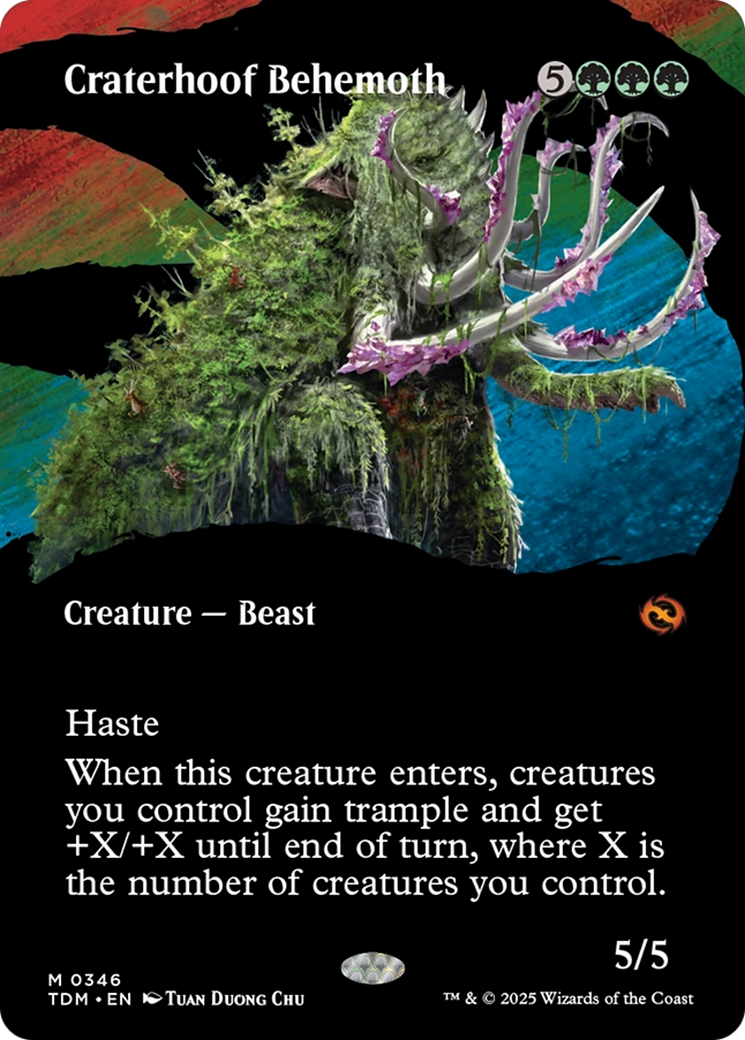 Craterhoof Behemoth 5
Creature — Beast
Haste
When this creature enters, creatures
you control gain trample and get
+X/+X until end of turn, where X is
the number of creatures you control.
5/5
M 0346
TDM • EN Tuan Duong Chu
™ & © 2025 Wizards of the Coast